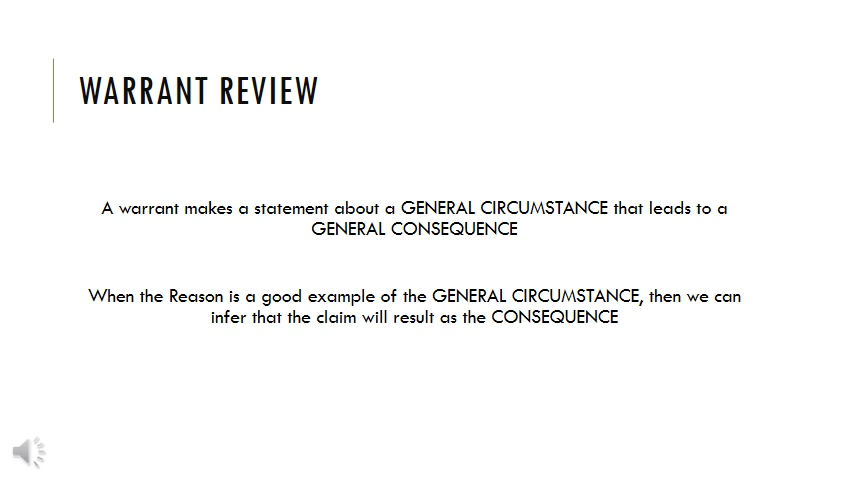 WARRANT REVIEW
A warrant makes a statement about a GENERAL CIRCUMSTANCE that leads to a
GENERAL CONSEQUENCE
When the Reason is a good example of the GENERAL CIRCUMSTANCE, then we can
infer that the claim will result as the CONSEQUENCE